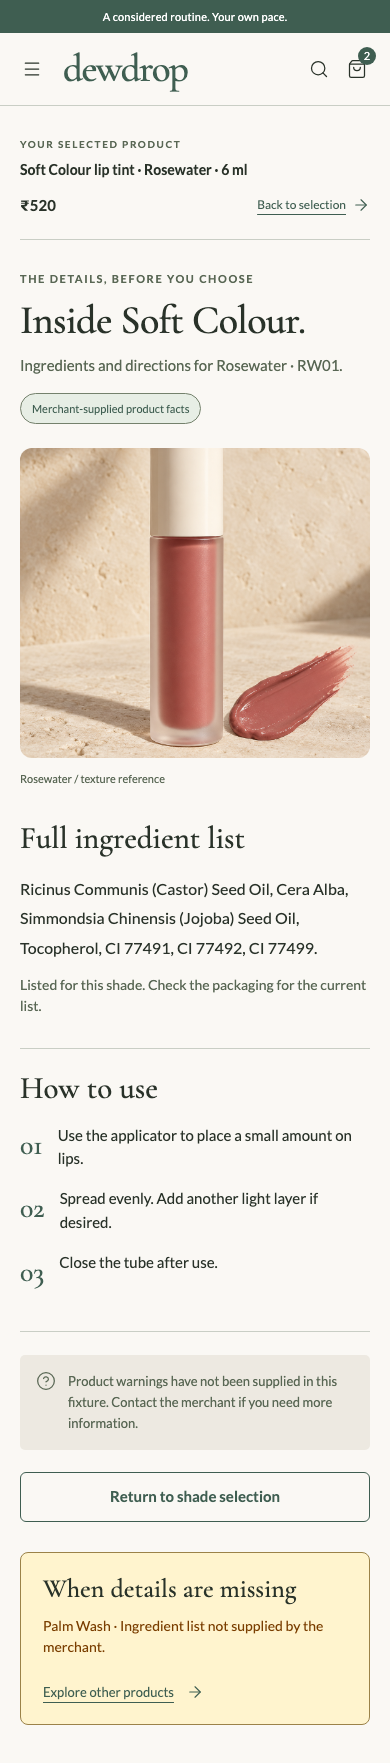 A considered routine. Your own pace.
dewdrop
2
YOUR SELECTED PRODUCT
Soft Colour lip tint · Rosewater · 6 ml
₹520
Back to selection →
THE DETAILS, BEFORE YOU CHOOSE
Inside Soft Colour.
Ingredients and directions for Rosewater · RW01.
Merchant-supplied product facts
Rosewater / texture reference
Full ingredient list
Ricinus Communis (Castor) Seed Oil, Cera Alba,
Simmondsia Chinensis (Jojoba) Seed Oil,
Tocopherol, CI 77491, CI 77492, CI 77499.
Listed for this shade. Check the packaging for the current
list.
How to use
01 Use the applicator to place a small amount on
lips.
02 Spread evenly. Add another light layer if
desired.
03 Close the tube after use.
Product warnings have not been supplied in this
fixture. Contact the merchant if you need more
information.
Return to shade selection
When details are missing
Palm Wash · Ingredient list not supplied by the
merchant.
Explore other products →